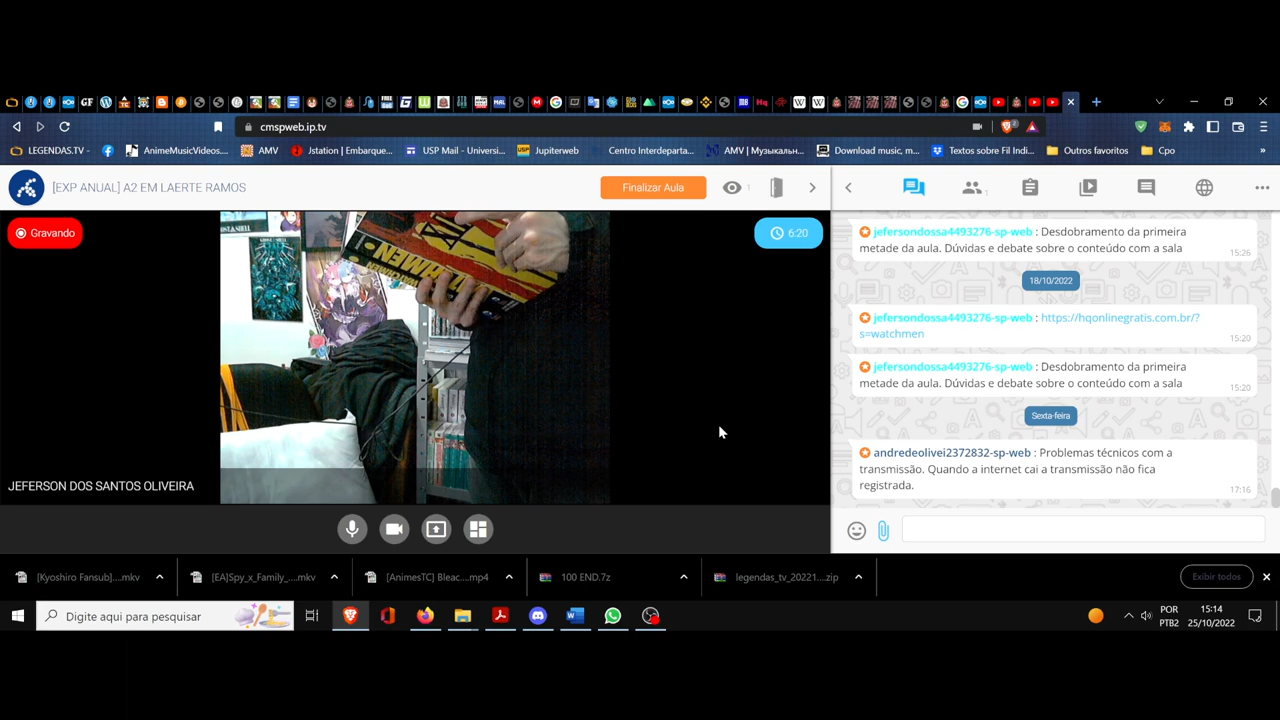 cmspweb.ip.tv
2
LEGENDAS.TV -
AnimeMusicVideos...
AMV
Jstation | Embarque...
USP Mail - Universi...
Jupiterweb
Centro Interdeparta...
AMV | Музыкальн...
Download music, m...
Textos sobre Fil Indi...
Outros favoritos
Cpo
»
[EXP ANUAL] A2 EM LAERTE RAMOS
Finalizar Aula
1
1
Gravando
6:20
WATCHMEN
XII
JEFERSON DOS SANTOS OLIVEIRA
jefersondossa4493276-sp-web : Desdobramento da primeira
metade da aula. Dúvidas e debate sobre o conteúdo com a sala
15:26
18/10/2022
jefersondossa4493276-sp-web : https://hqonlinegratis.com.br/?
s=watchmen
15:20
jefersondossa4493276-sp-web : Desdobramento da primeira
metade da aula. Dúvidas e debate sobre o conteúdo com a sala
15:20
Sexta-feira
andredeolivei2372832-sp-web : Problemas técnicos com a
transmissão. Quando a internet cai a transmissão não fica
registrada.
17:16
[Kyoshiro Fansub]....mkv
[EA]Spy_x_Family_....mkv
[AnimesTC] Bleac....mp4
100 END.7z
legendas_tv_20221....zip
Exibir todos
Digite aqui para pesquisar
POR
PTB2
15:14
25/10/2022